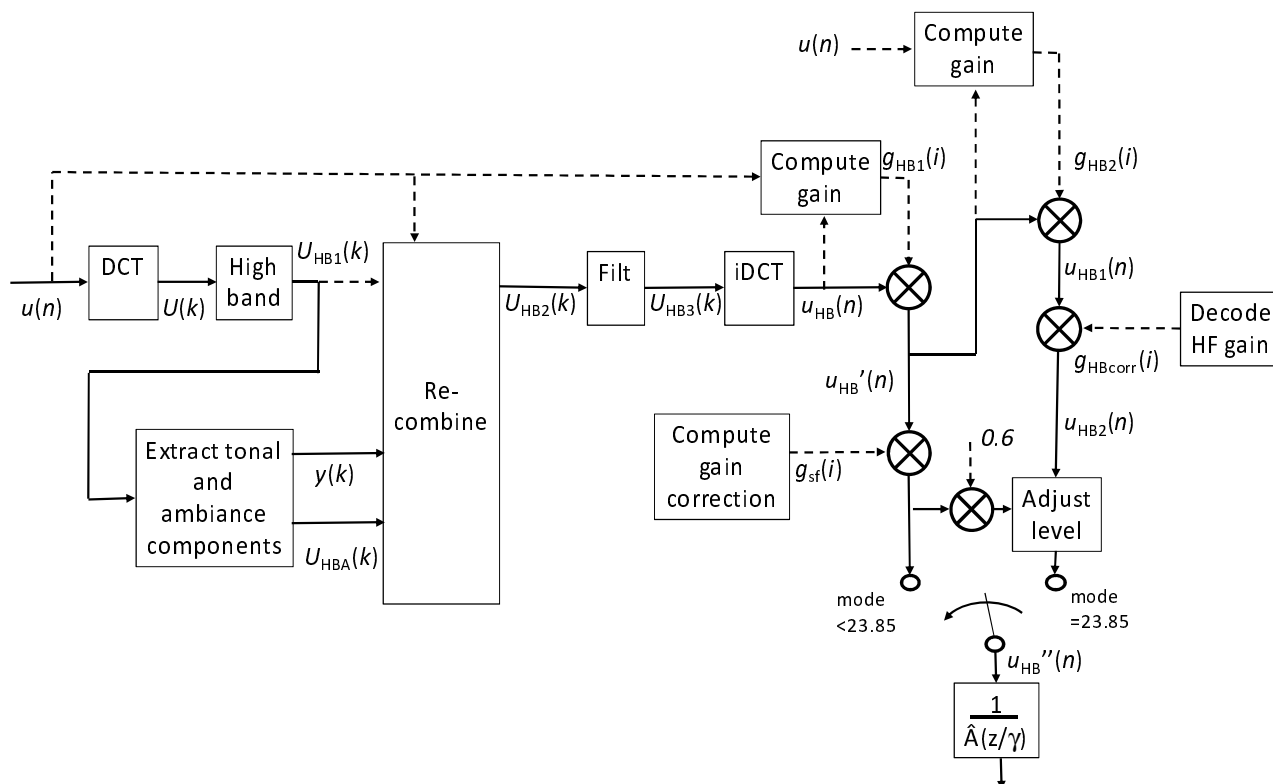 u(n)
Compute
gain
g_HB1(i)
g_HB2(i)
Compute
gain
DCT
High
band
U_HB1(k)
u(n)
U(k)
Filt
iDCT
U_HB2(k)
U_HB3(k)
u_HB(n)
u_HB1(n)
Decode
HF gain
g_HBcorr(i)
Re-
combine
u_HB’(n)
u_HB2(n)
Compute
gain
correction
g_sf(i)
0.6
Extract tonal
and
ambiance
components
y(k)
U_HBA(k)
Adjust
level
mode
<23.85
mode
=23.85
u_HB’’(n)
1
Â(z/γ)